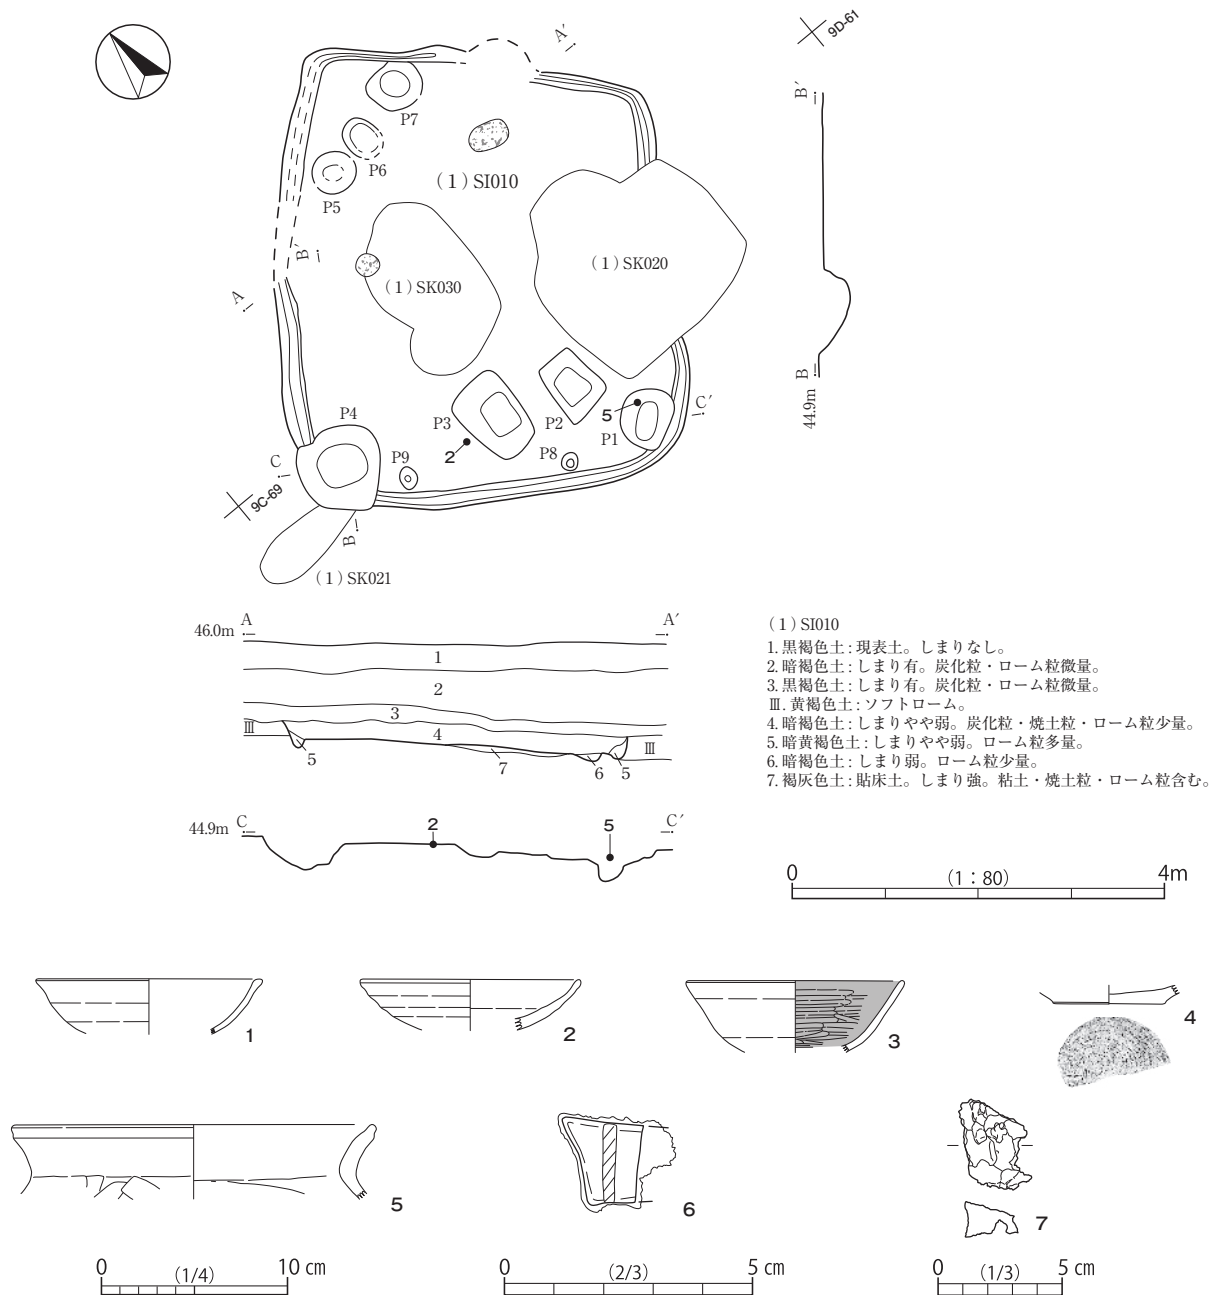 A′
9D-61
B′
P7
P6
(1)SI010
P5
B′
(1)SK020
(1)SK030
A
B
44.9m
P4
P3
P2
5
C′
P1
2
P9
P8
C
9C-69
B
(1)SK021
A
A′
46.0m
1
2
3
Ⅲ
4
Ⅲ
5
7
6
5
(1)SI010
1. 黒褐色土:現表土。しまりなし。
2. 暗褐色土:しまり有。炭化粒・ローム粒微量。
3. 黒褐色土:しまり有。炭化粒・ローム粒微量。
Ⅲ. 黄褐色土:ソフトローム。
4. 暗褐色土:しまりやや弱。炭化粒・焼土粒・ローム粒少量。
5. 暗黄褐色土:しまりやや弱。ローム粒多量。
6. 暗褐色土:しまり弱。ローム粒少量。
7. 褐灰色土:貼床土。しまり強。粘土・焼土粒・ローム粒含む。
C
C′
44.9m
2
5
0 (1:80) 4m
1
2
3
4
5
6
7
0 (1/4) 10 cm
0 (2/3) 5 cm
0 (1/3) 5 cm